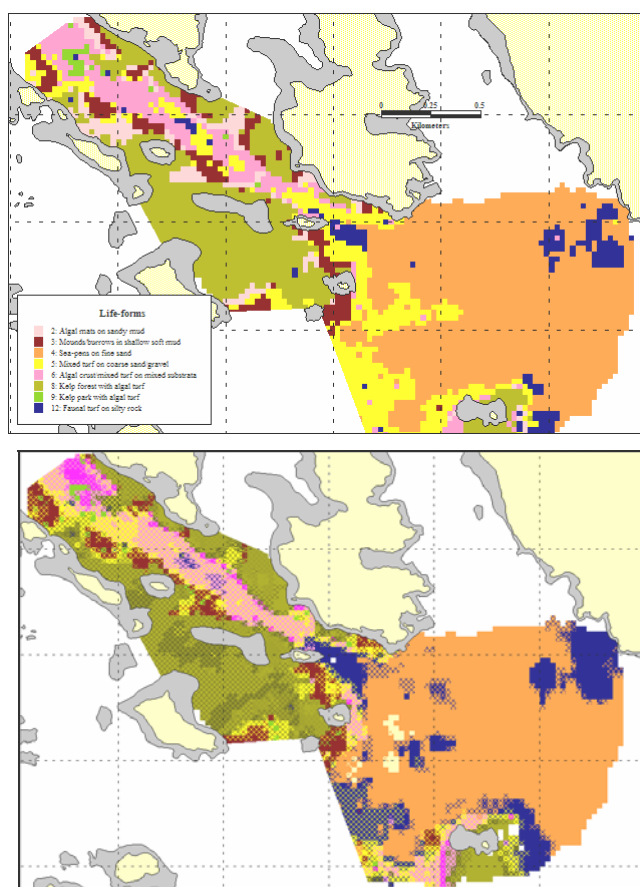 0 0.25 0.5
Kilometers
Life-forms
2: Algal mats on sandy mud
3: Mounds/burrows in shallow soft mud
4: Sea-pens on fine sand
5: Mixed turf on coarse sand/gravel
6: Algal crust/mixed turf on mixed substrata
8: Kelp forest with algal turf
9: Kelp park with algal turf
12: Faunal turf on silty rock